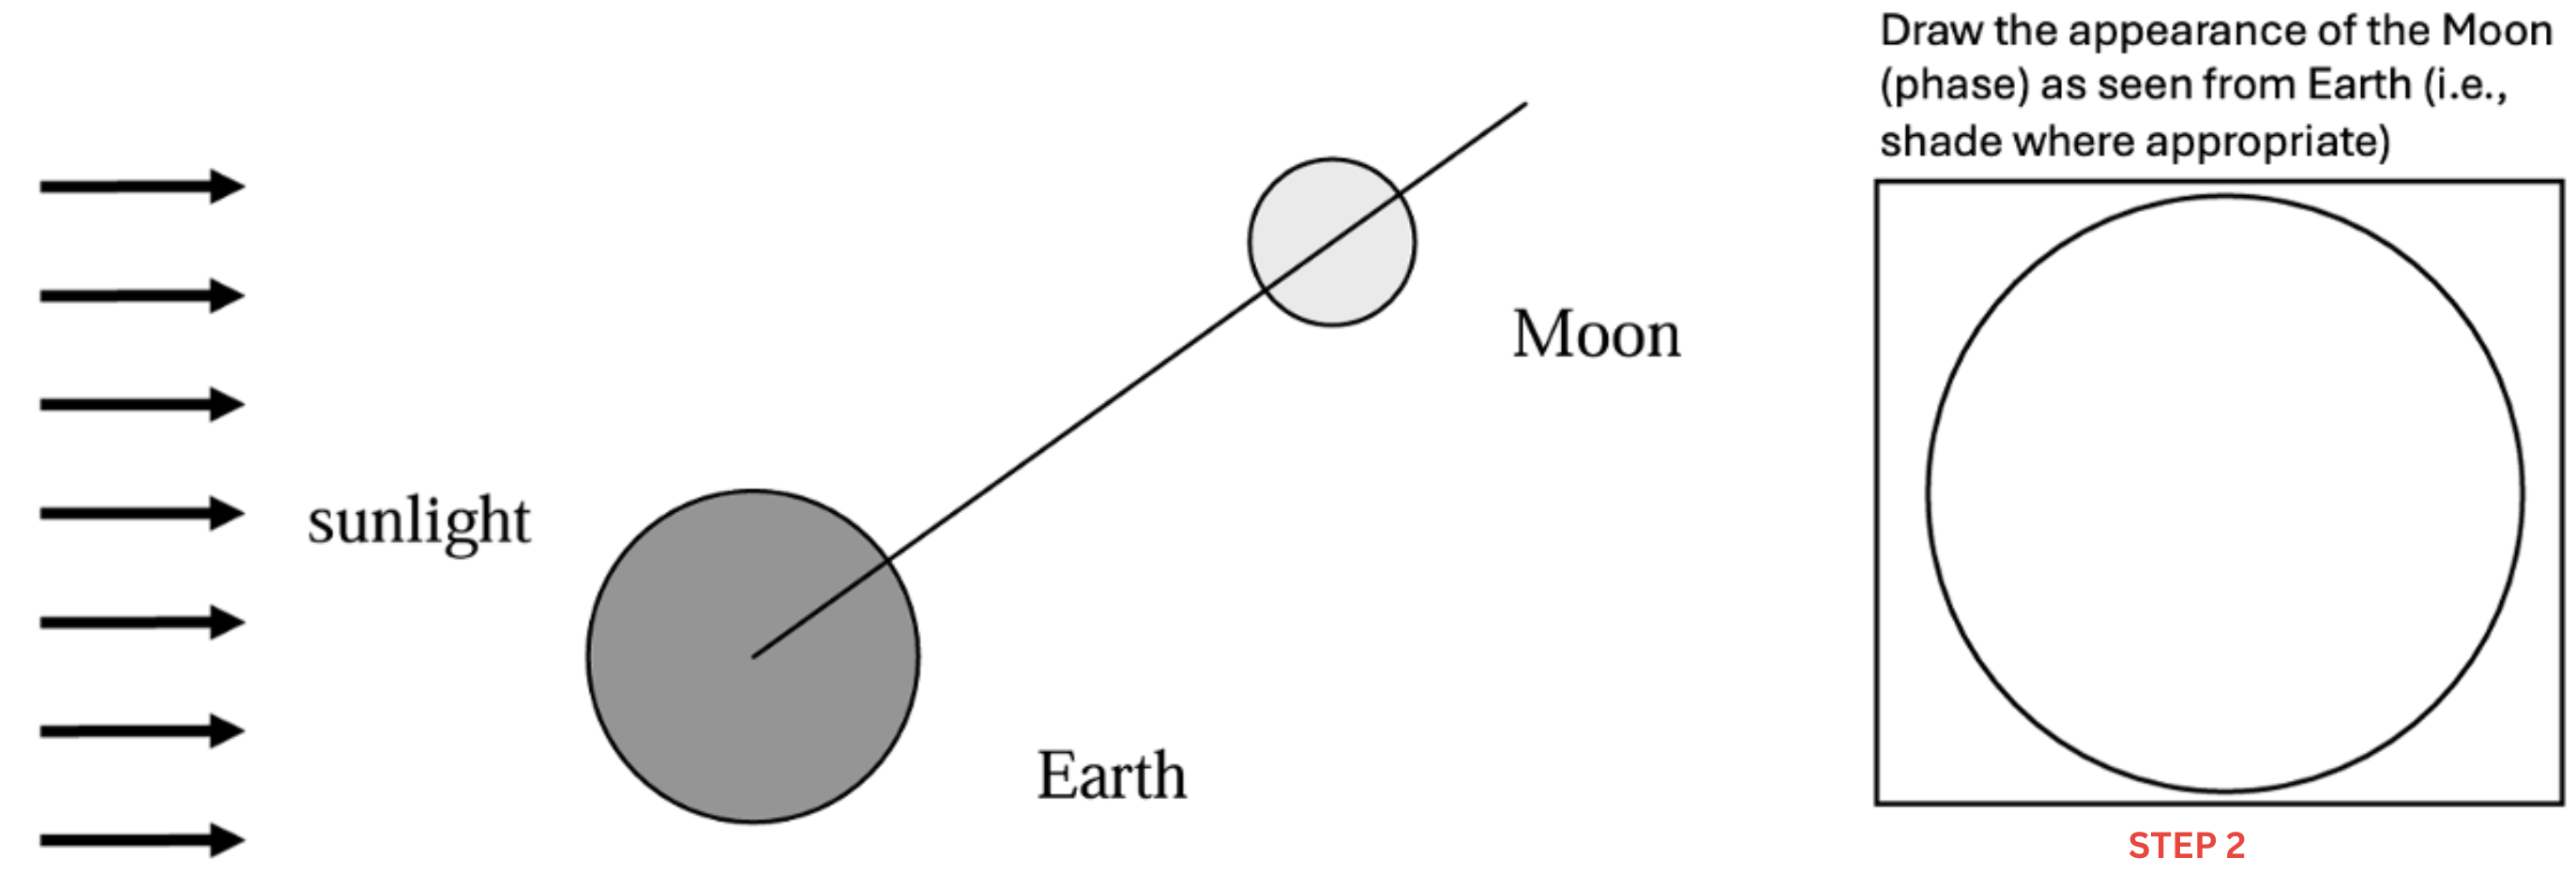 Draw the appearance of the Moon
(phase) as seen from Earth (i.e.,
shade where appropriate)
sunlight
Moon
Earth
STEP 2